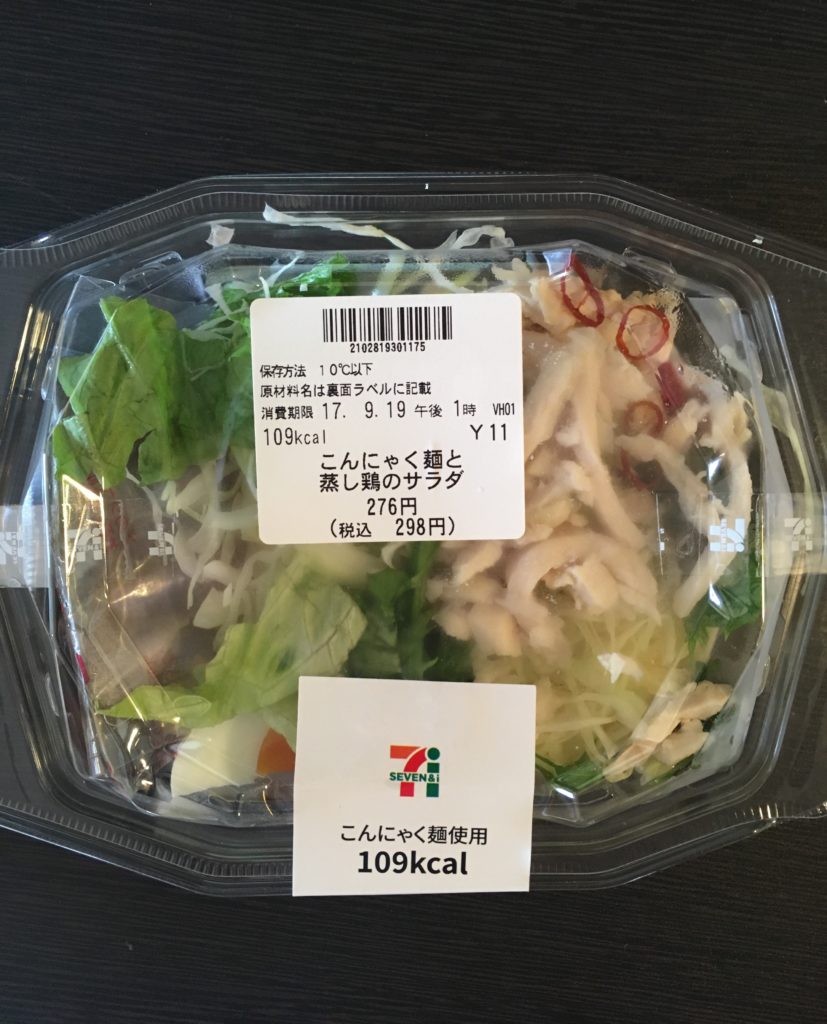 2102819301175
保存方法 10℃以下
原材料名は裏面ラベルに記載
消費期限 17. 9.19 午後 1時 VH01
109kcal Y11
こんにゃく麺と
蒸し鶏のサラダ
276円
(税込 298円)
SEVEN&i
こんにゃく麺使用
109kcal